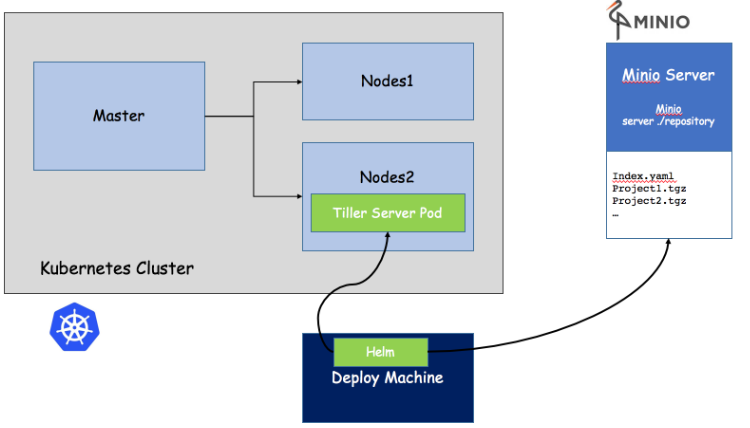 Master
Nodes1
Nodes2
Tiller Server Pod
Kubernetes Cluster
Helm
Deploy Machine
MINIO
Minio Server
Minio
server ./repository
Index.yaml
Project1.tgz
Project2.tgz
…